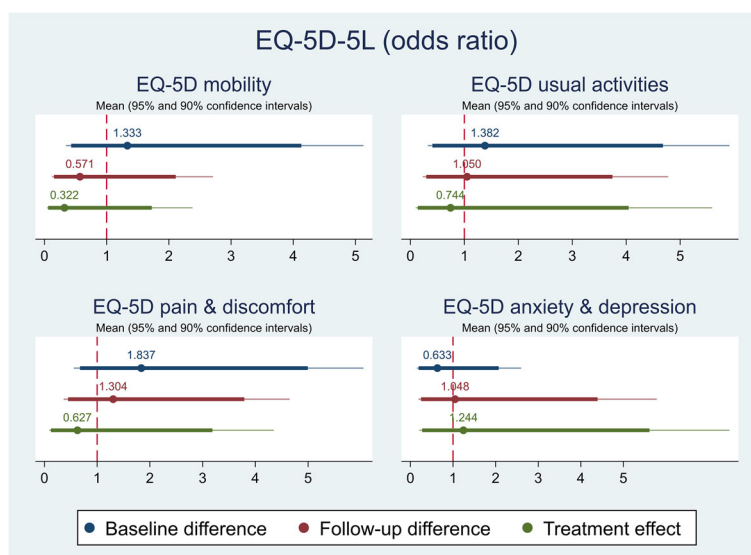 EQ-5D-5L (odds ratio)
EQ-5D mobility
Mean (95% and 90% confidence intervals)
1.333
0.571
0.322
0 1 2 3 4 5
EQ-5D usual activities
Mean (95% and 90% confidence intervals)
1.382
1.050
0.744
0 1 2 3 4 5
EQ-5D pain & discomfort
Mean (95% and 90% confidence intervals)
1.837
1.304
0.627
0 1 2 3 4 5
EQ-5D anxiety & depression
Mean (95% and 90% confidence intervals)
0.633
1.048
1.244
0 1 2 3 4 5
Baseline difference Follow-up difference Treatment effect